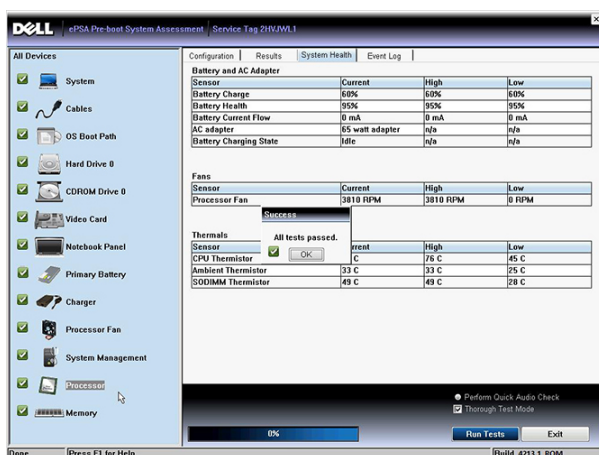 DELL ePSA Pre-boot System Assessment Service Tag 2HVJWL1
All Devices
System
Cables
OS Boot Path
Hard Drive 0
CDROM Drive 0
Video Card
Notebook Panel
Primary Battery
Charger
Processor Fan
System Management
Processor
Memory
Configuration Results System Health Event Log
Battery and AC Adapter
Sensor Current High Low
Battery Charge 60% 60% 60%
Battery Health 95% 95% 95%
Battery Current Flow 0 mA 0 mA 0 mA
AC adapter 65 watt adapter n/a n/a
Battery Charging State Idle n/a n/a
Fans
Sensor Current High Low
Processor Fan 3810 RPM 3810 RPM 0 RPM
Success
All tests passed.
OK
Thermals
Sensor rrent High Low
CPU Thermistor C 76 C 45 C
Ambient Thermistor 33 C 33 C 25 C
SODIMM Thermistor 49 C 49 C 28 C
Perform Quick Audio Check
Thorough Test Mode
0% Run Tests Exit
Done Press F1 for Help Build 4213.1 ROM